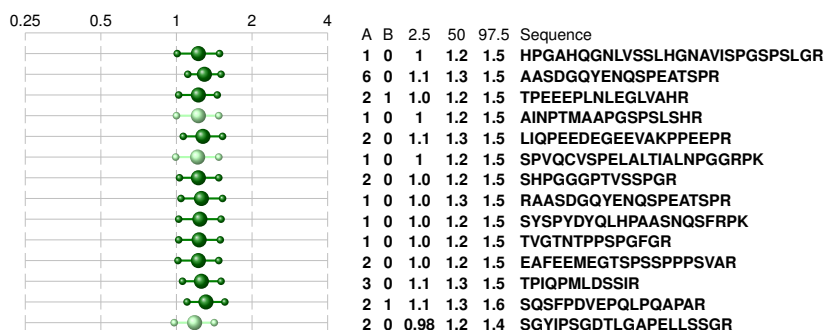 0.25 0.5 1 2 4
A B 2.5 50 97.5 Sequence
1 0 1 1.2 1.5 HPGAHQGNLVSSLHGNAVISPGSPSLGR
6 0 1.1 1.3 1.5 AASDGQYENQSPEATSPR
2 1 1.0 1.2 1.5 TPEEEPLNLEGLVAHR
1 0 1 1.2 1.5 AINPTMAAPGSPSLSHR
2 0 1.1 1.3 1.5 LIQPEEDEGEEVAKPPEEPR
1 0 1 1.2 1.5 SPVQCVSPELALTIALNPGGRPK
2 0 1.0 1.2 1.5 SHPGGGPTVSSPGR
1 0 1.0 1.3 1.5 RAASDGQYENQSPEATSPR
1 0 1.0 1.2 1.5 SYSPYDYQLHPAASNQSFRPK
1 0 1.0 1.2 1.5 TVGTNTPPSPGFGR
2 0 1.0 1.2 1.5 EAFEEMEGTSPSSPPPSVAR
3 0 1.1 1.3 1.5 TPIQPMLDSSIR
2 1 1.1 1.3 1.6 SQSFPDVEPQLPQAPAR
2 0 0.98 1.2 1.4 SGYIPSGDTLGAPELLSSGR